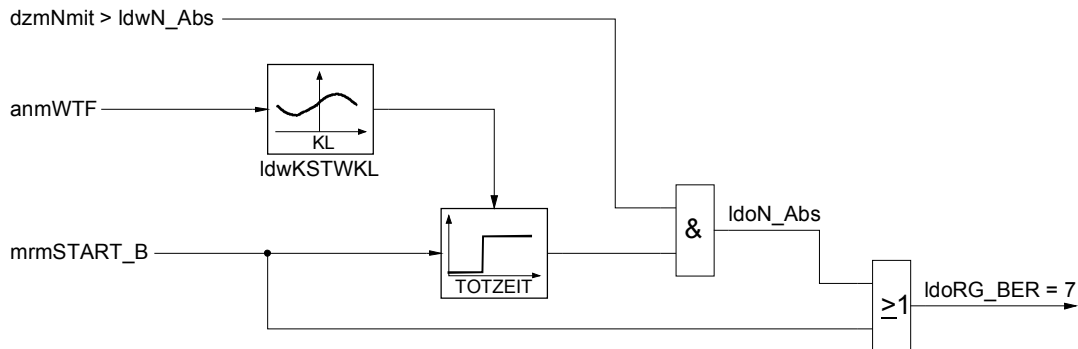 dzmNmit > ldwN_Abs
anmWTF
KL
ldwKSTWKL
&
ldoN_Abs
mrmSTART_B
TOTZEIT
≥1
ldoRG_BER = 7